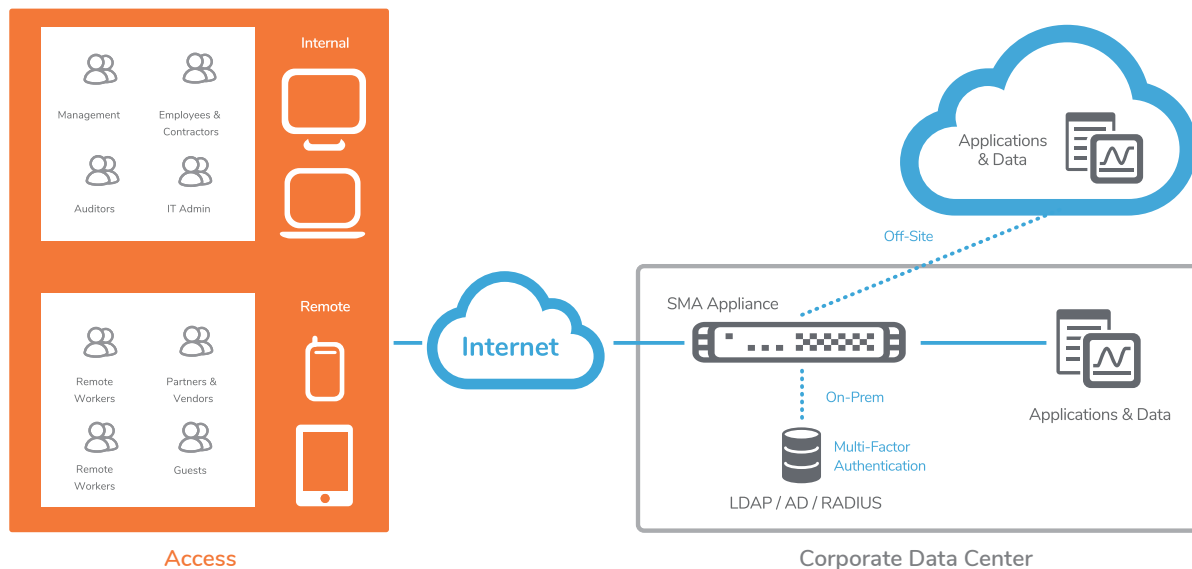 Internal
Management
Employees &
Contractors
Auditors
IT Admin
Remote
Remote
Workers
Partners &
Vendors
Remote
Workers
Guests
Access
Internet
Applications
& Data
Off-Site
SMA Appliance
On-Prem
Multi-Factor
Authentication
LDAP / AD / RADIUS
Applications & Data
Corporate Data Center